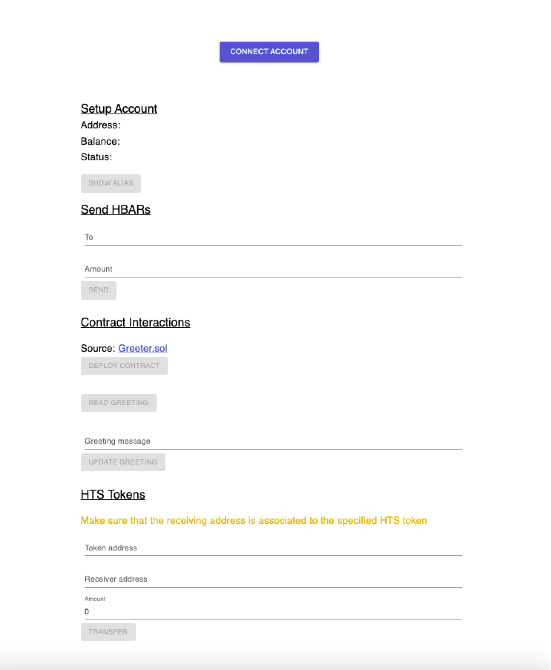 CONNECT ACCOUNT
Setup Account
Address:
Balance:
Status:
SHOW ALIAS
Send HBARs
To
Amount
SEND
Contract Interactions
Source: Greeter.sol
DEPLOY CONTRACT
READ GREETING
Greeting message
UPDATE GREETING
HTS Tokens
Make sure that the receiving address is associated to the specified HTS token
Token address
Receiver address
Amount
0
TRANSFER